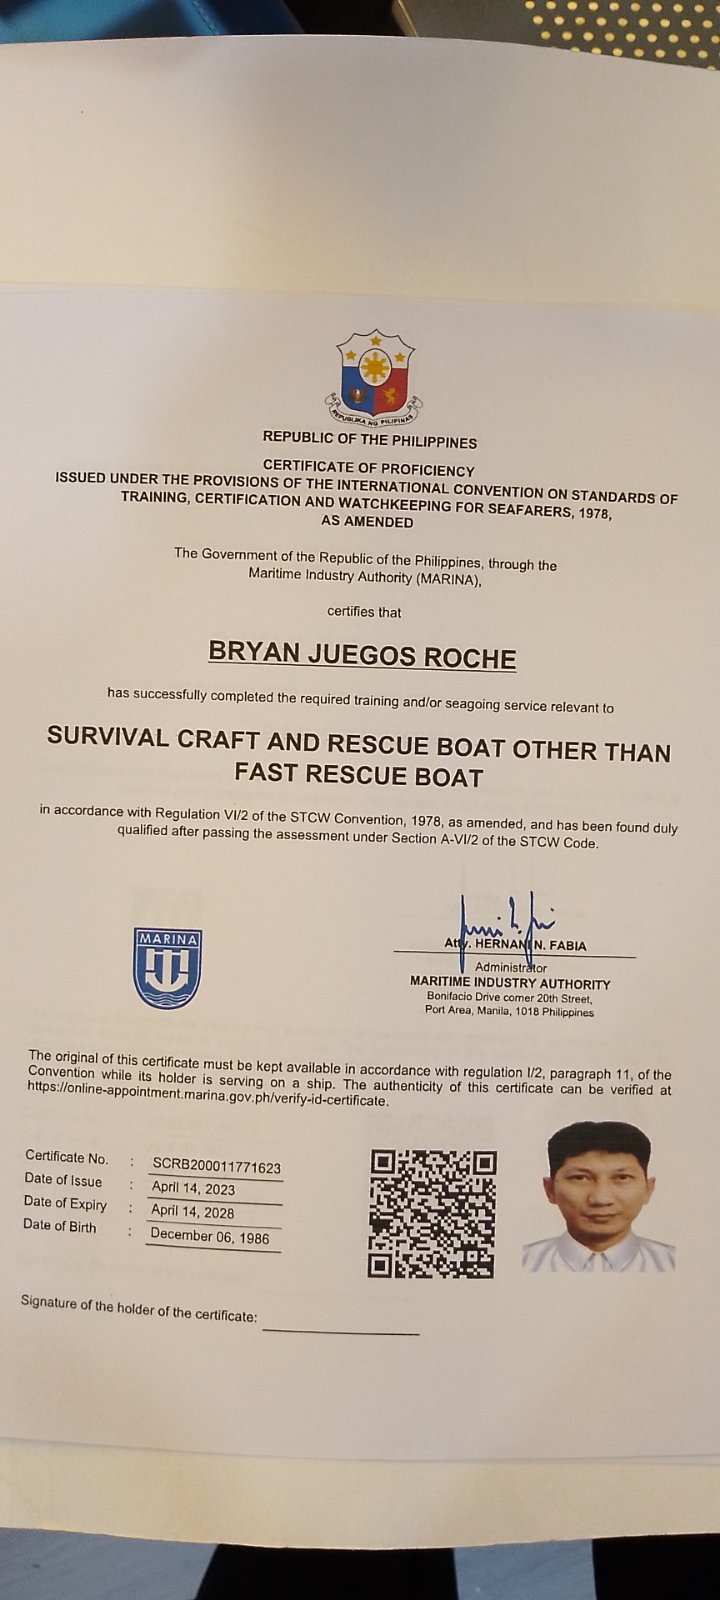 REPUBLIKA NG PILIPINAS
REPUBLIC OF THE PHILIPPINES
CERTIFICATE OF PROFICIENCY
ISSUED UNDER THE PROVISIONS OF THE INTERNATIONAL CONVENTION ON STANDARDS OF
TRAINING, CERTIFICATION AND WATCHKEEPING FOR SEAFARERS, 1978,
AS AMENDED
The Government of the Republic of the Philippines, through the
Maritime Industry Authority (MARINA),
certifies that
BRYAN JUEGOS ROCHE
has successfully completed the required training and/or seagoing service relevant to
SURVIVAL CRAFT AND RESCUE BOAT OTHER THAN
FAST RESCUE BOAT
in accordance with Regulation VI/2 of the STCW Convention, 1978, as amended, and has been found duly
qualified after passing the assessment under Section A-VI/2 of the STCW Code.
MARINA
Atty. HERNANI N. FABIA
Administrator
MARITIME INDUSTRY AUTHORITY
Bonifacio Drive corner 20th Street,
Port Area, Manila, 1018 Philippines
The original of this certificate must be kept available in accordance with regulation I/2, paragraph 11, of the
Convention while its holder is serving on a ship. The authenticity of this certificate can be verified at
https://online-appointment.marina.gov.ph/verify-id-certificate.
Certificate No. : SCRB200011771623
Date of Issue : April 14, 2023
Date of Expiry : April 14, 2028
Date of Birth : December 06, 1986
Signature of the holder of the certificate: